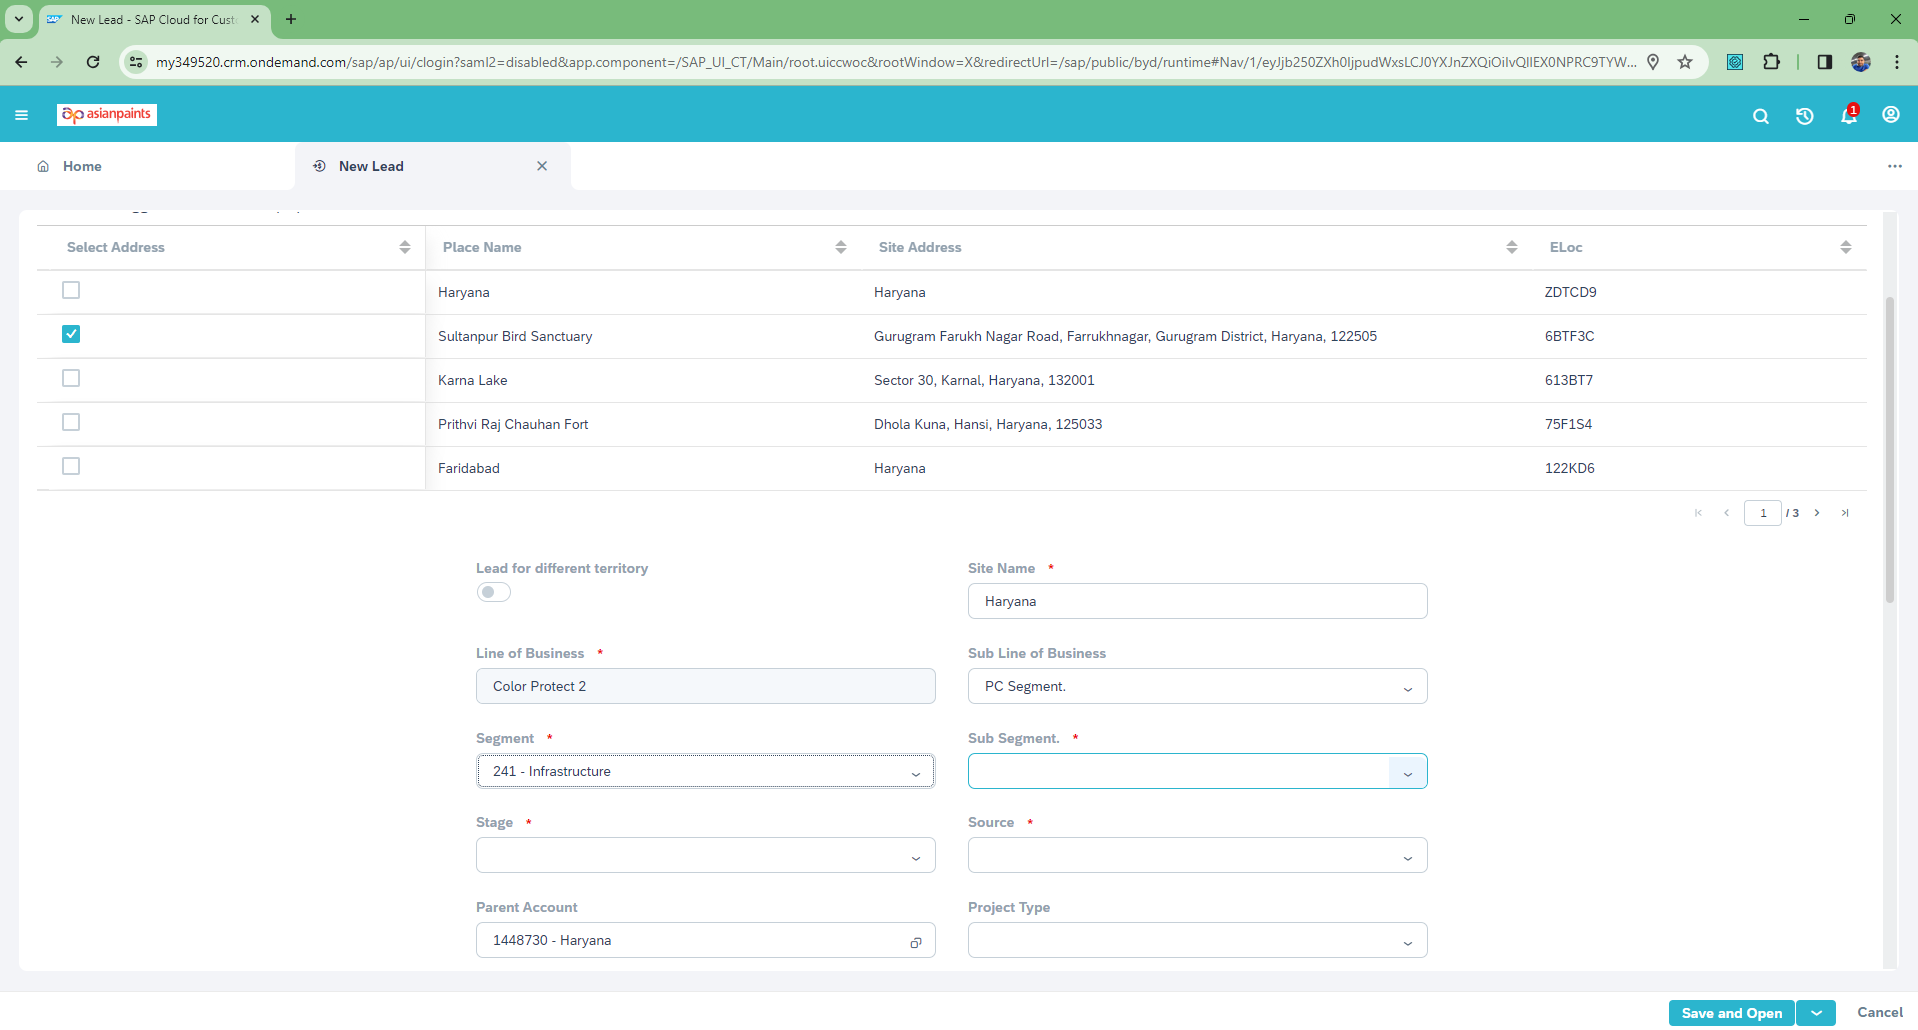 New Lead - SAP Cloud for Cust
my349520.crm.ondemand.com/sap/ap/ui/clogin?saml2=disabled&app.component=/SAP_UI_CT/Main/root.uiccwoc&rootWindow=X&redirectUrl=/sap/public/byd/runtime#Nav/1/
asianpaints
1
Home
New Lead
Select Address Place Name Site Address ELoc
Haryana Haryana ZDTCD9
Sultanpur Bird Sanctuary Gurugram Farukh Nagar Road, Farrukhnagar, Gurugram District, Haryana, 122505 6BTF3C
Karna Lake Sector 30, Karnal, Haryana, 132001 613BT7
Prithvi Raj Chauhan Fort Dhola Kuna, Hansi, Haryana, 125033 75F1S4
Faridabad Haryana 122KD6
1 / 3
Lead for different territory
Site Name *
Haryana
Line of Business *
Color Protect 2
Sub Line of Business
PC Segment.
Segment *
241 - Infrastructure
Sub Segment. *
Stage *
Source *
Parent Account
1448730 - Haryana
Project Type
Save and Open
Cancel